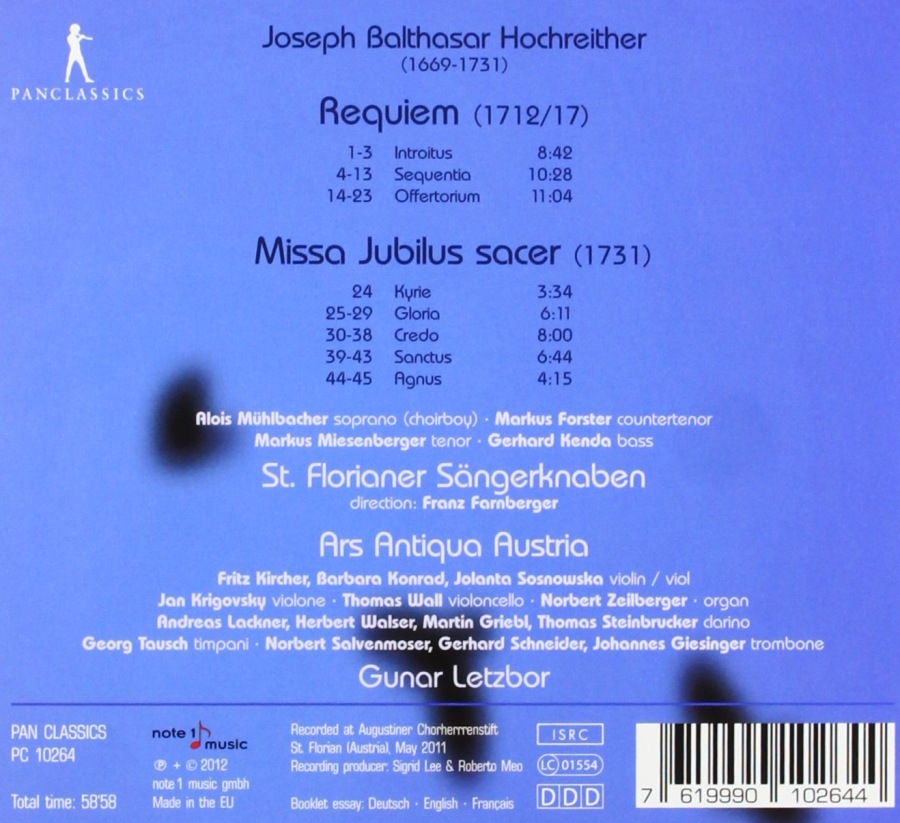 PANCLASSICS
Joseph Balthasar Hochreither
(1669-1731)
Requiem (1712/17)
1-3 Introitus 8:42
4-13 Sequentia 10:28
14-23 Offertorium 11:04
Missa Jubilus sacer (1731)
24 Kyrie 3:34
25-29 Gloria 6:11
30-38 Credo 8:00
39-43 Sanctus 6:44
44-45 Agnus 4:15
Alois Mühlbacher soprano (choirboy) · Markus Forster countertenor
Markus Miesenberger tenor · Gerhard Kenda bass
St. Florianer Sängerknaben
direction: Franz Farnberger
Ars Antiqua Austria
Fritz Kircher, Barbara Konrad, Jolanta Sosnowska violin / viol
Jan Krigovsky violone · Thomas Wall violoncello · Norbert Zeilberger · organ
Andreas Lackner, Herbert Walser, Martin Griebl, Thomas Steinbrucker clarino
Georg Tausch timpani · Norbert Salvenmoser, Gerhard Schneider, Johannes Giesinger trombone
Gunar Letzbor
PAN CLASSICS
PC 10264
Total time: 58'58
note 1 music
℗ + © 2012
note 1 music gmbh
Made in the EU
Recorded at Augustiner Chorherrenstift
St. Florian (Austria), May 2011
Recording producer: Sigrid Lee & Roberto Meo
Booklet essay: Deutsch · English · Français
ISRC
LC 01554
DDD
7 619990 102644